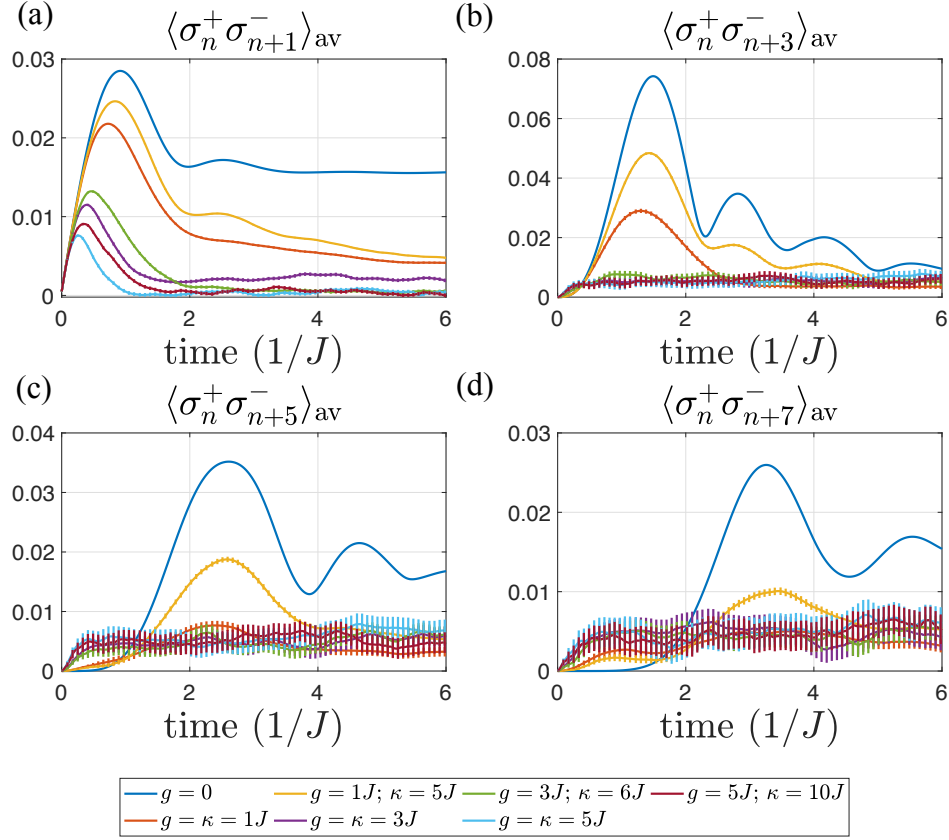 (a)
⟨σ_n^+ σ_{n+1}^-⟩_av
0.03
0.02
0.01
0
0 2 4 6
time (1/J)
(b)
⟨σ_n^+ σ_{n+3}^-⟩_av
0.08
0.06
0.04
0.02
0
0 2 4 6
time (1/J)
(c)
⟨σ_n^+ σ_{n+5}^-⟩_av
0.04
0.03
0.02
0.01
0
0 2 4 6
time (1/J)
(d)
⟨σ_n^+ σ_{n+7}^-⟩_av
0.03
0.02
0.01
0
0 2 4 6
time (1/J)
g = 0 g = 1J; κ = 5J g = 3J; κ = 6J g = 5J; κ = 10J
g = κ = 1J g = κ = 3J g = κ = 5J